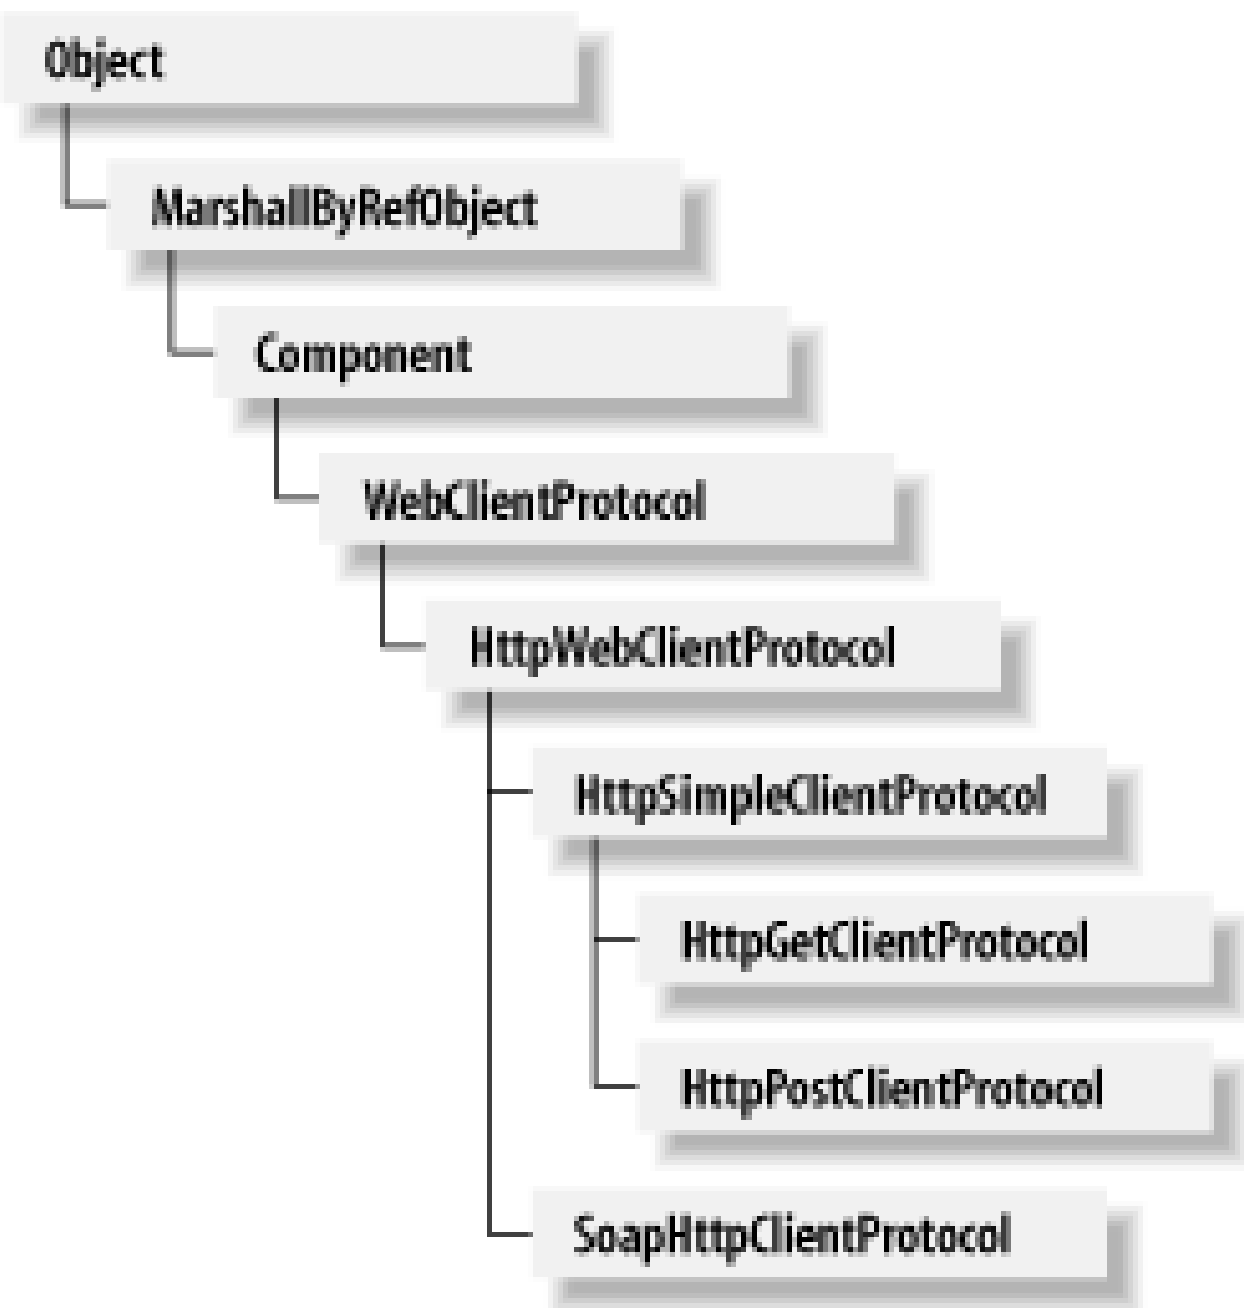 Object
MarshallByRefObject
Component
WebClientProtocol
HttpWebClientProtocol
HttpSimpleClientProtocol
HttpGetClientProtocol
HttpPostClientProtocol
SoapHttpClientProtocol